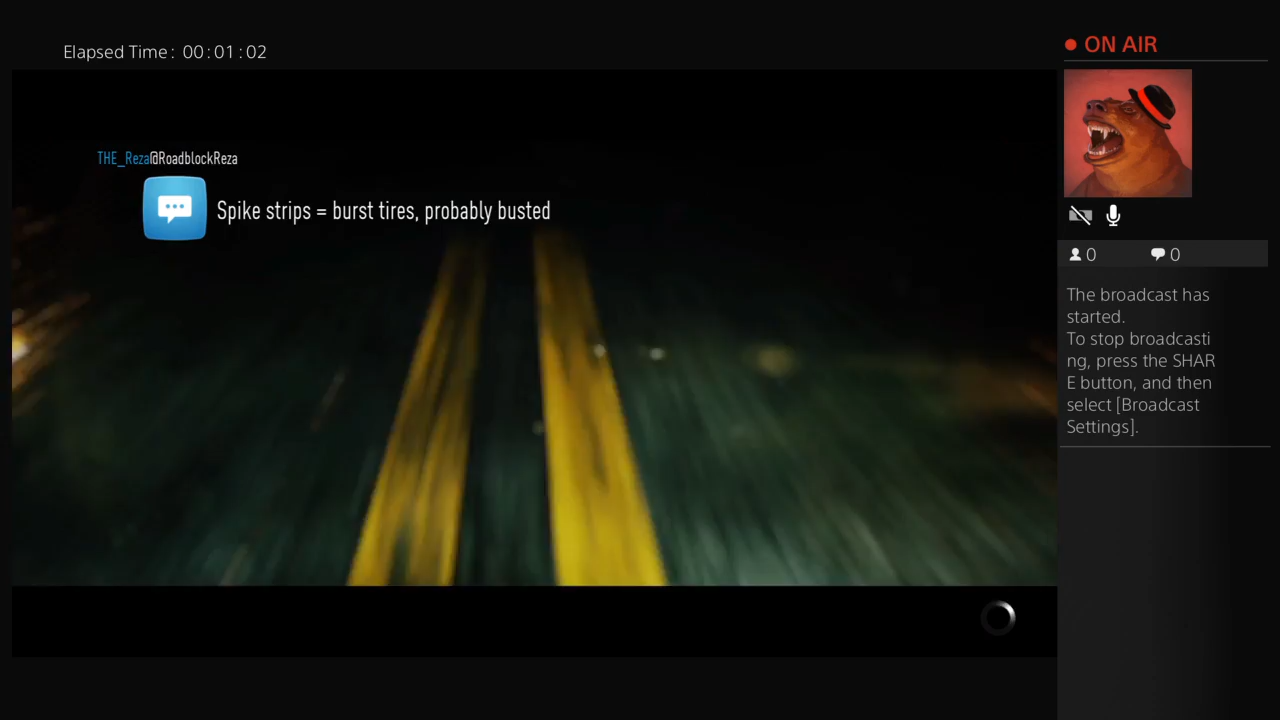 Elapsed Time: 00:01:02
ON AIR
THE_Reza@RoadblockReza
Spike strips = burst tires, probably busted
0 0
The broadcast has
started.
To stop broadcasti
ng, press the SHAR
E button, and then
select [Broadcast
Settings].